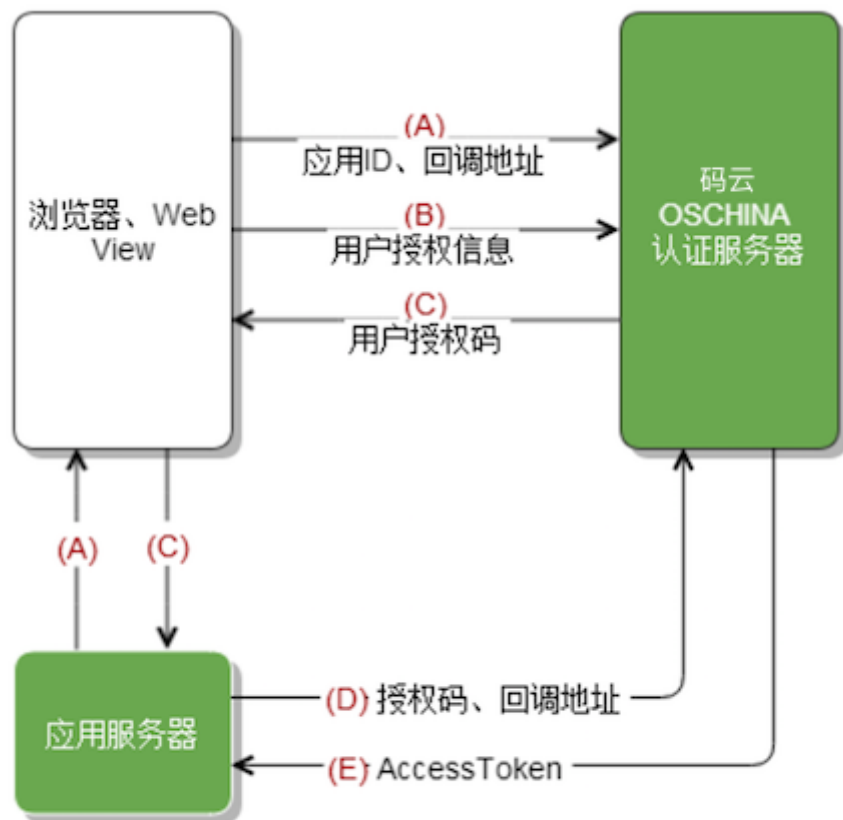 (A)
应用ID、回调地址
浏览器、Web
View
(B)
用户授权信息
(C)
用户授权码
码云
OSCHINA
认证服务器
(A)
(C)
应用服务器
(D) 授权码、回调地址
(E) AccessToken